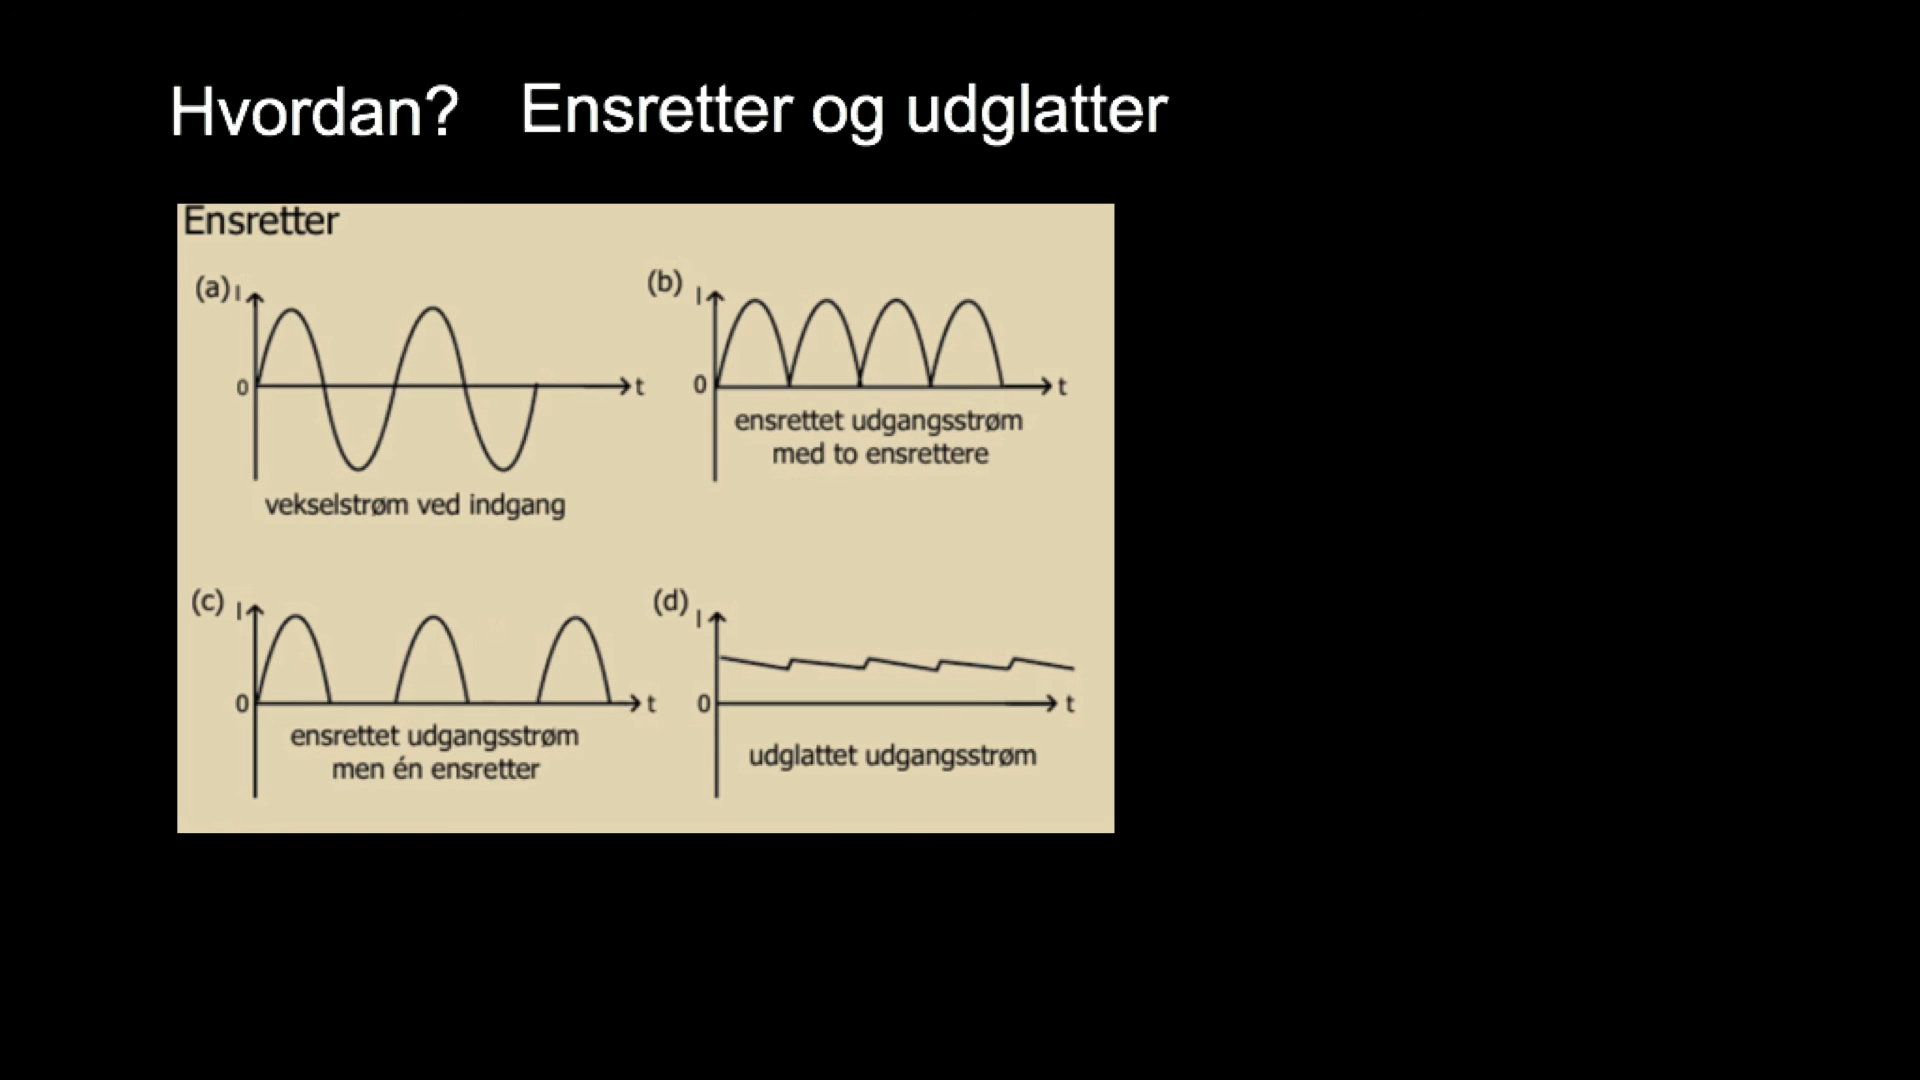 Hvordan? Ensretter og udglatter
Ensretter
(a) I
0
t
vekselstrøm ved indgang
(b) I
0
t
ensrettet udgangsstrøm
med to ensrettere
(c) I
0
t
ensrettet udgangsstrøm
men én ensretter
(d) I
0
t
udglattet udgangsstrøm